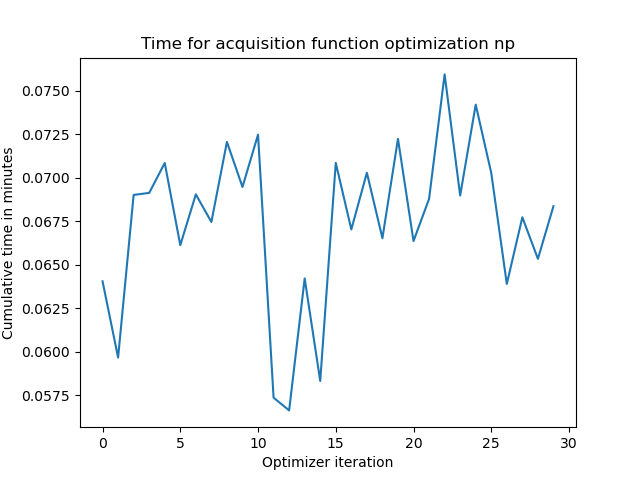 Time for acquisition function optimization np
Cumulative time in minutes
0.0750
0.0725
0.0700
0.0675
0.0650
0.0625
0.0600
0.0575
0 5 10 15 20 25 30
Optimizer iteration